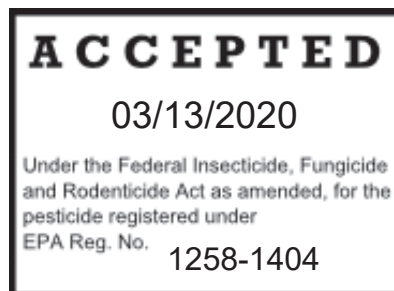 ACCEPTED
03/13/2020
Under the Federal Insecticide, Fungicide
and Rodenticide Act as amended, for the
pesticide registered under
EPA Reg. No. 1258-1404